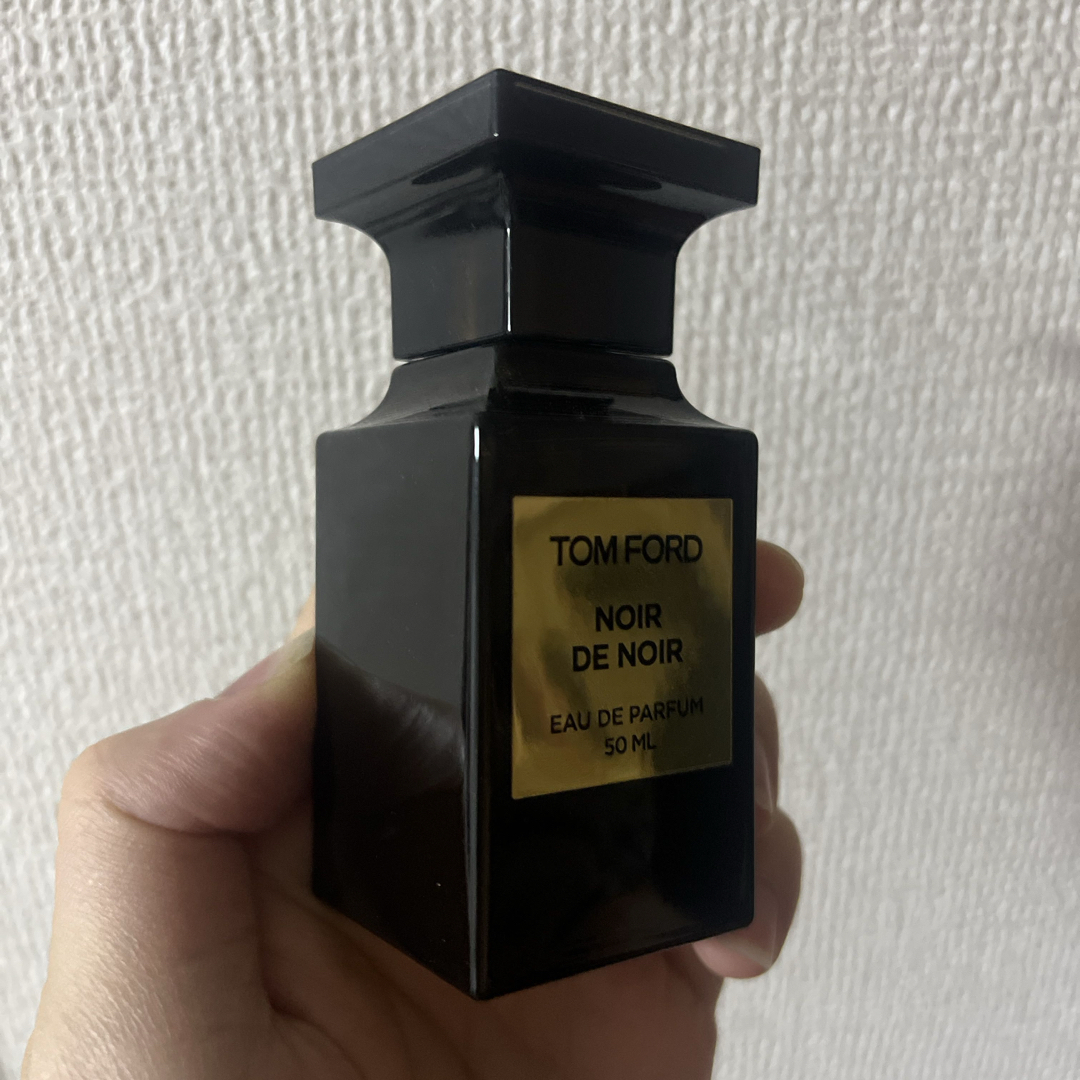 TOM FORD
NOIR
DE NOIR
EAU DE PARFUM
50 ML